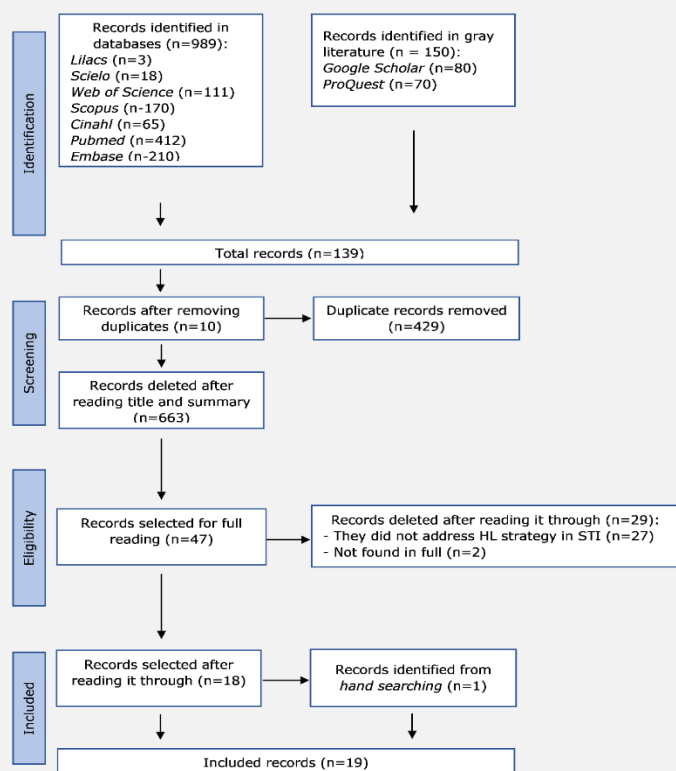 Identification
Records identified in
databases (n=989):
Lilacs (n=3)
Scielo (n=18)
Web of Science (n=111)
Scopus (n-170)
Cinahl (n=65)
Pubmed (n=412)
Embase (n-210)
Records identified in gray
literature (n = 150):
Google Scholar (n=80)
ProQuest (n=70)
Total records (n=139)
Screening
Records after removing
duplicates (n=10)
Duplicate records removed
(n=429)
Records deleted after
reading title and summary
(n=663)
Eligibility
Records selected for full
reading (n=47)
Records deleted after reading it through (n=29):
- They did not address HL strategy in STI (n=27)
- Not found in full (n=2)
Included
Records selected after
reading it through (n=18)
Records identified from
hand searching (n=1)
Included records (n=19)